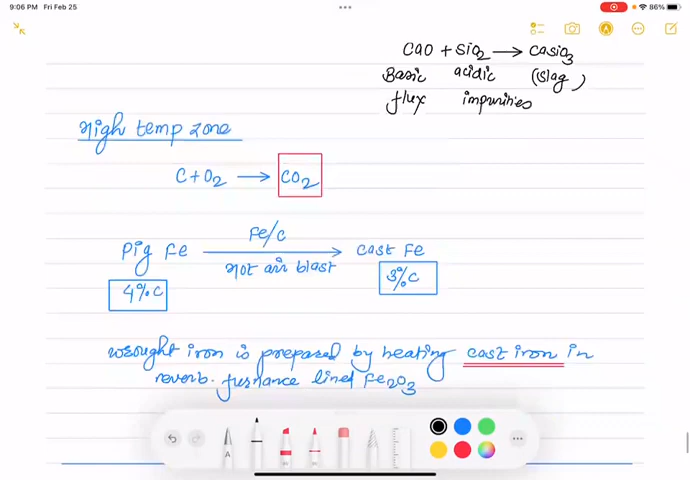 9:06 PM Fri Feb 25
86%
CaO + SiO2 → CaSiO3
Basic acidic (Slag)
flux impurities
High temp zone
C + O2 → CO2
Fe/C
Pig Fe → cast Fe
Hot air blast
4%.C 3%C
wrought iron is prepared by heating cast iron in
reverb. furnance lined Fe2O3
A